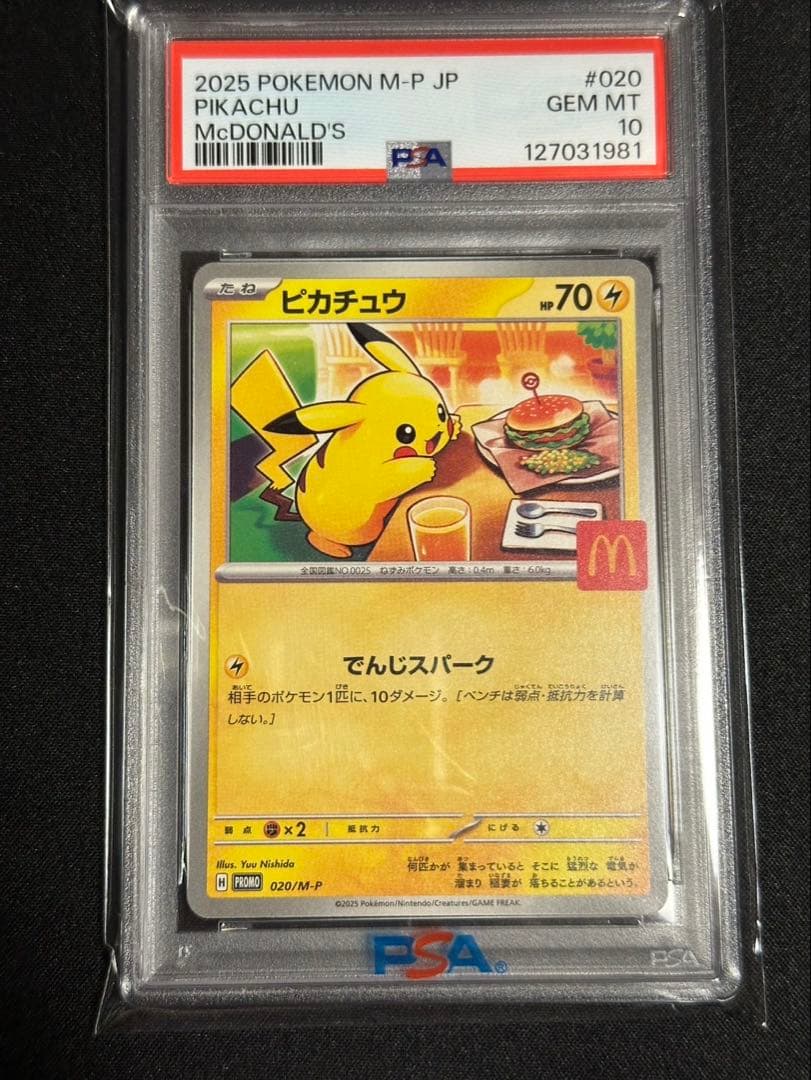 2025 POKEMON M-P JP #020
PIKACHU GEM MT
McDONALD'S 10
127031981
PSA
たね ピカチュウ HP70
全国図鑑NO.0025 ねずみポケモン 高さ:0.4m 重さ:6.0kg
でんじスパーク
相手のポケモン1匹に、10ダメージ。[ベンチは弱点・抵抗力を計算
しない。]
弱点 ×2 抵抗力 にげる
Illus. Yuu Nishida
何匹かが 集まっていると そこに 猛烈な 電気が
溜まり 稲妻が 落ちることがあるという。
H PROMO 020/M-P
©2025 Pokémon/Nintendo/Creatures/GAME FREAK.
PSA®
PSA